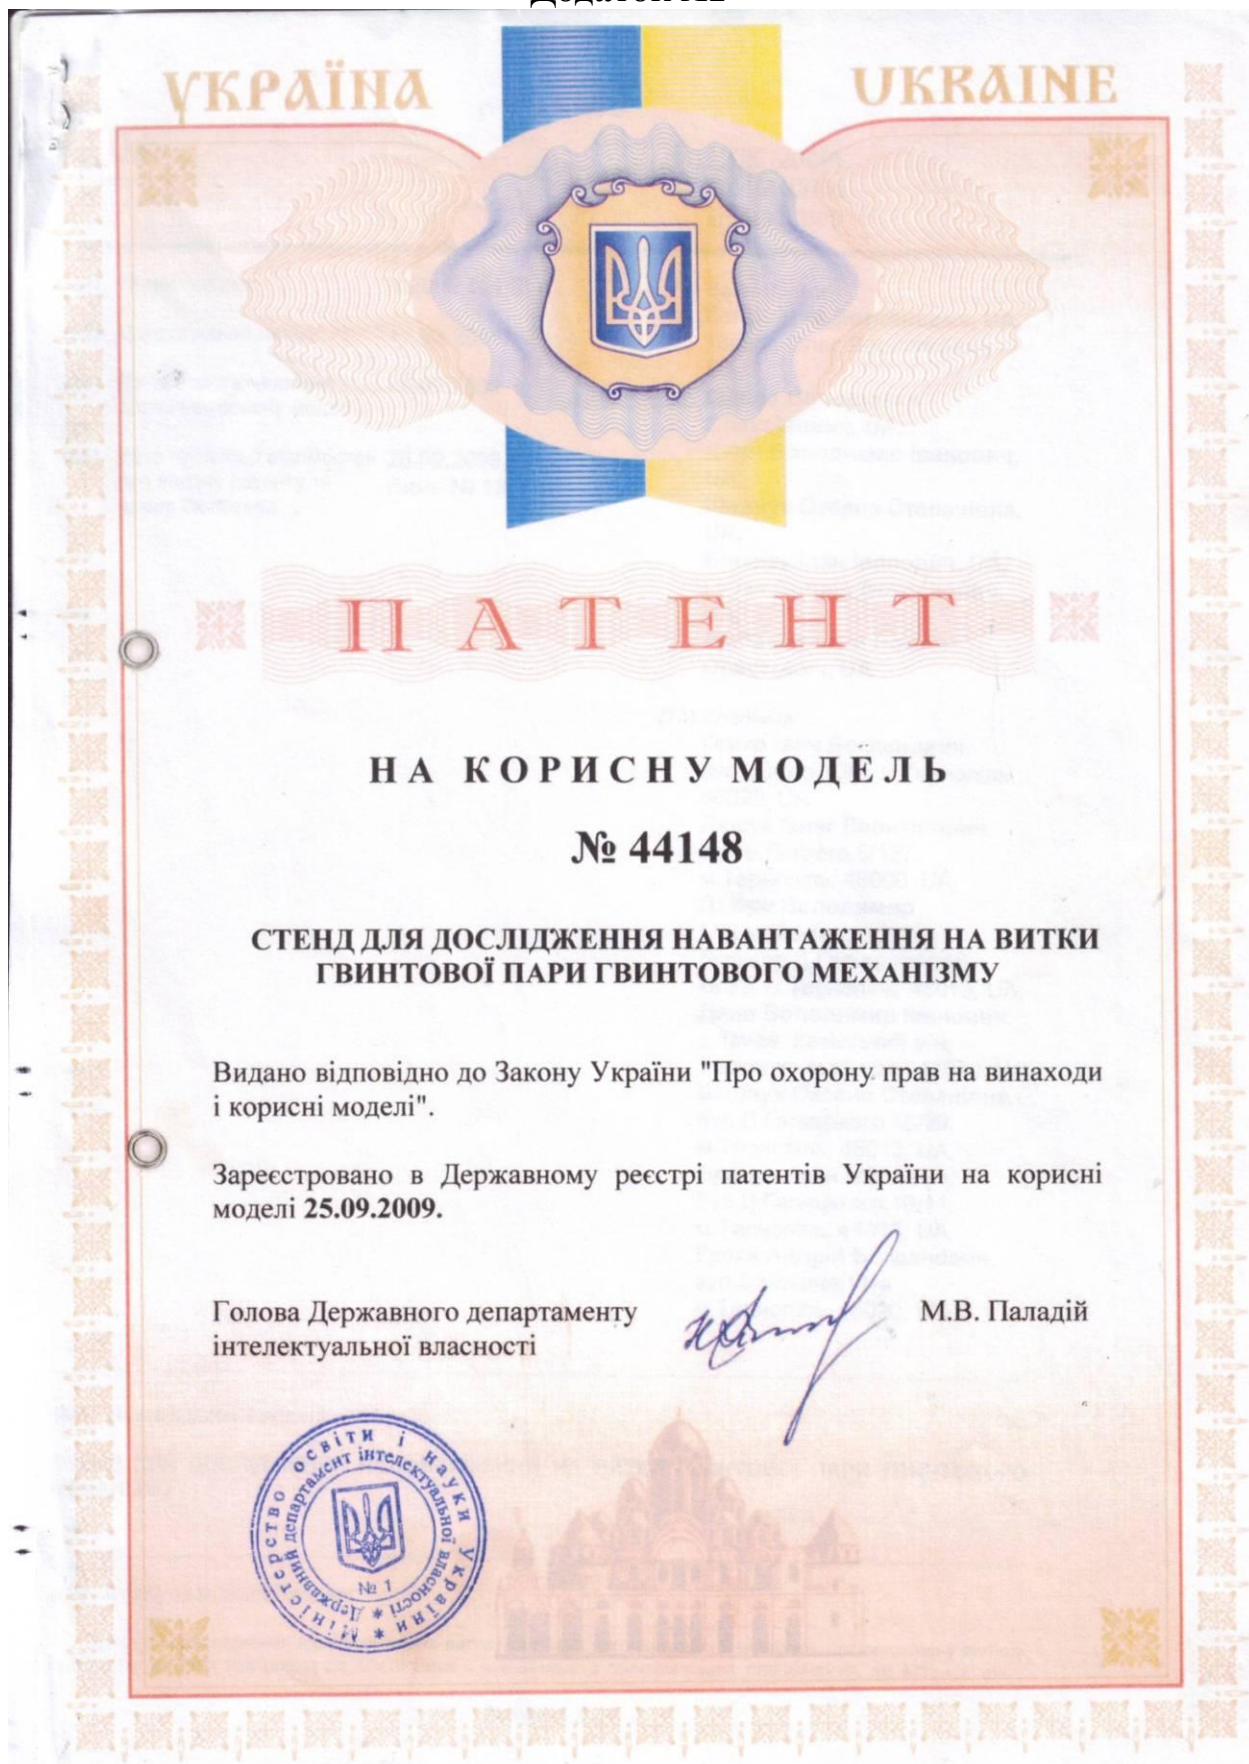 УКРАЇНА
UKRAINE
ПАТЕНТ
НА КОРИСНУ МОДЕЛЬ
№ 44148
СТЕНД ДЛЯ ДОСЛІДЖЕННЯ НАВАНТАЖЕННЯ НА ВИТКИ
ГВИНТОВОЇ ПАРИ ГВИНТОВОГО МЕХАНІЗМУ
Видано відповідно до Закону України "Про охорону прав на винаходи
і корисні моделі".
Зареєстровано в Державному реєстрі патентів України на корисні
моделі 25.09.2009.
Голова Державного департаменту
інтелектуальної власності
М.В. Паладій
Міністерство освіти і науки України *
Державний департамент інтелектуальної власності *
№ 1